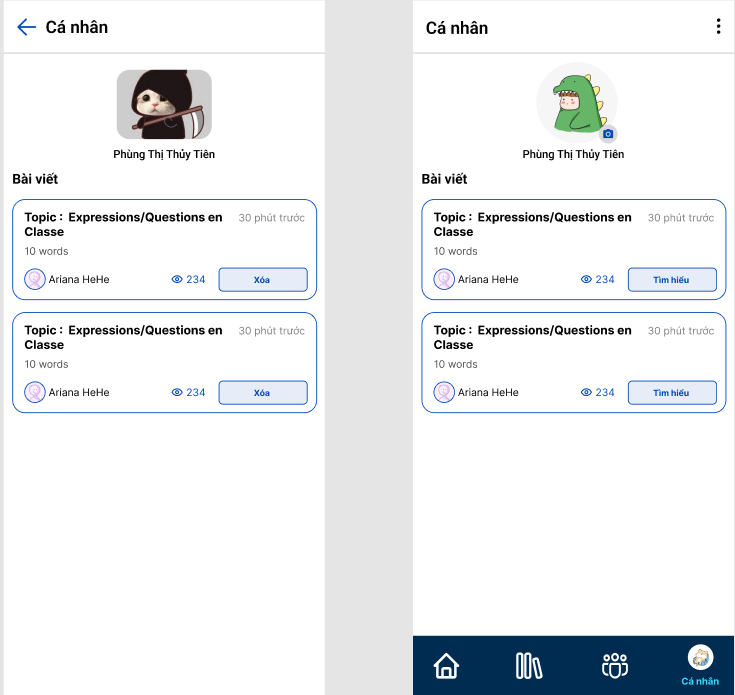 Cá nhân
Phùng Thị Thủy Tiên
Bài viết
Topic : Expressions/Questions en
Classe
30 phút trước
10 words
Ariana HeHe
234
Xóa
Topic : Expressions/Questions en
Classe
30 phút trước
10 words
Ariana HeHe
234
Xóa
Cá nhân
Phùng Thị Thủy Tiên
Bài viết
Topic : Expressions/Questions en
Classe
30 phút trước
10 words
Ariana HeHe
234
Tìm hiểu
Topic : Expressions/Questions en
Classe
30 phút trước
10 words
Ariana HeHe
234
Tìm hiểu
Cá nhân